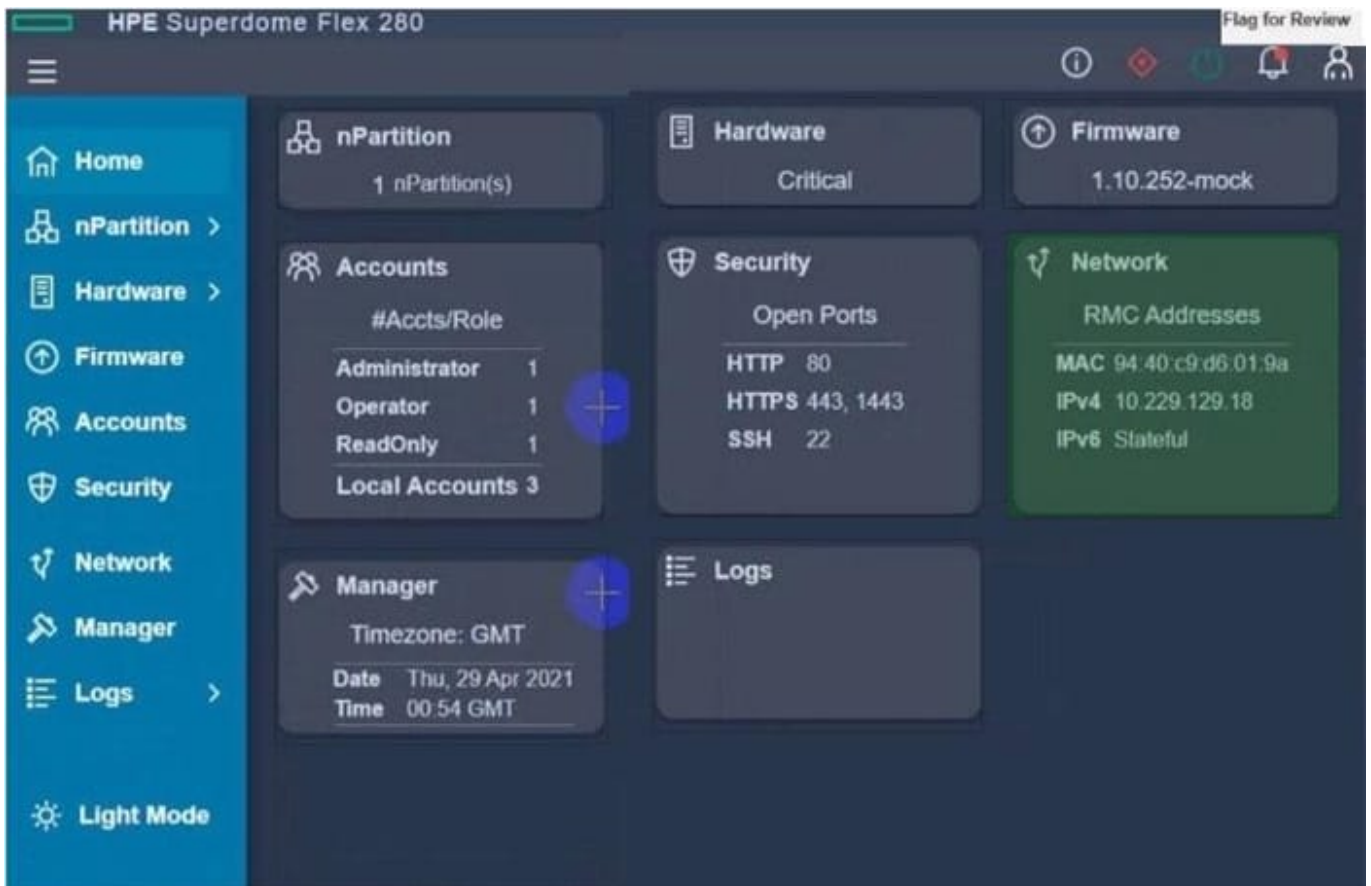 HPE Superdome Flex 280
Flag for Review
Home
nPartition
Hardware
Firmware
Accounts
Security
Network
Manager
Logs
Light Mode
nPartition
1 nPartition(s)
Hardware
Critical
Firmware
1.10.252-mock
Accounts
#Accts/Role
Administrator 1
Operator 1
ReadOnly 1
Local Accounts 3
Security
Open Ports
HTTP 80
HTTPS 443, 1443
SSH 22
Network
RMC Addresses
MAC 94:40:c9:d6:01:9a
IPv4 10.229.129.18
IPv6 Stateful
Manager
Timezone: GMT
Date Thu, 29 Apr 2021
Time 00:54 GMT
Logs